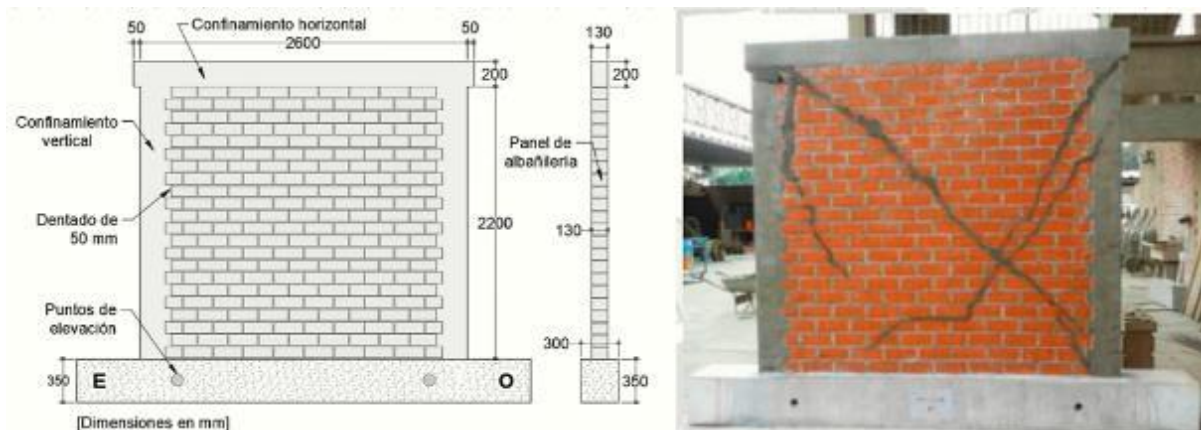 50
Confinamiento horizontal
50
2600
130
200
200
Confinamiento
vertical
Panel de
albañilería
Dentado de
50 mm
2200
130
Puntos de
elevación
300
350
E
O
350
[Dimensiones en mm]